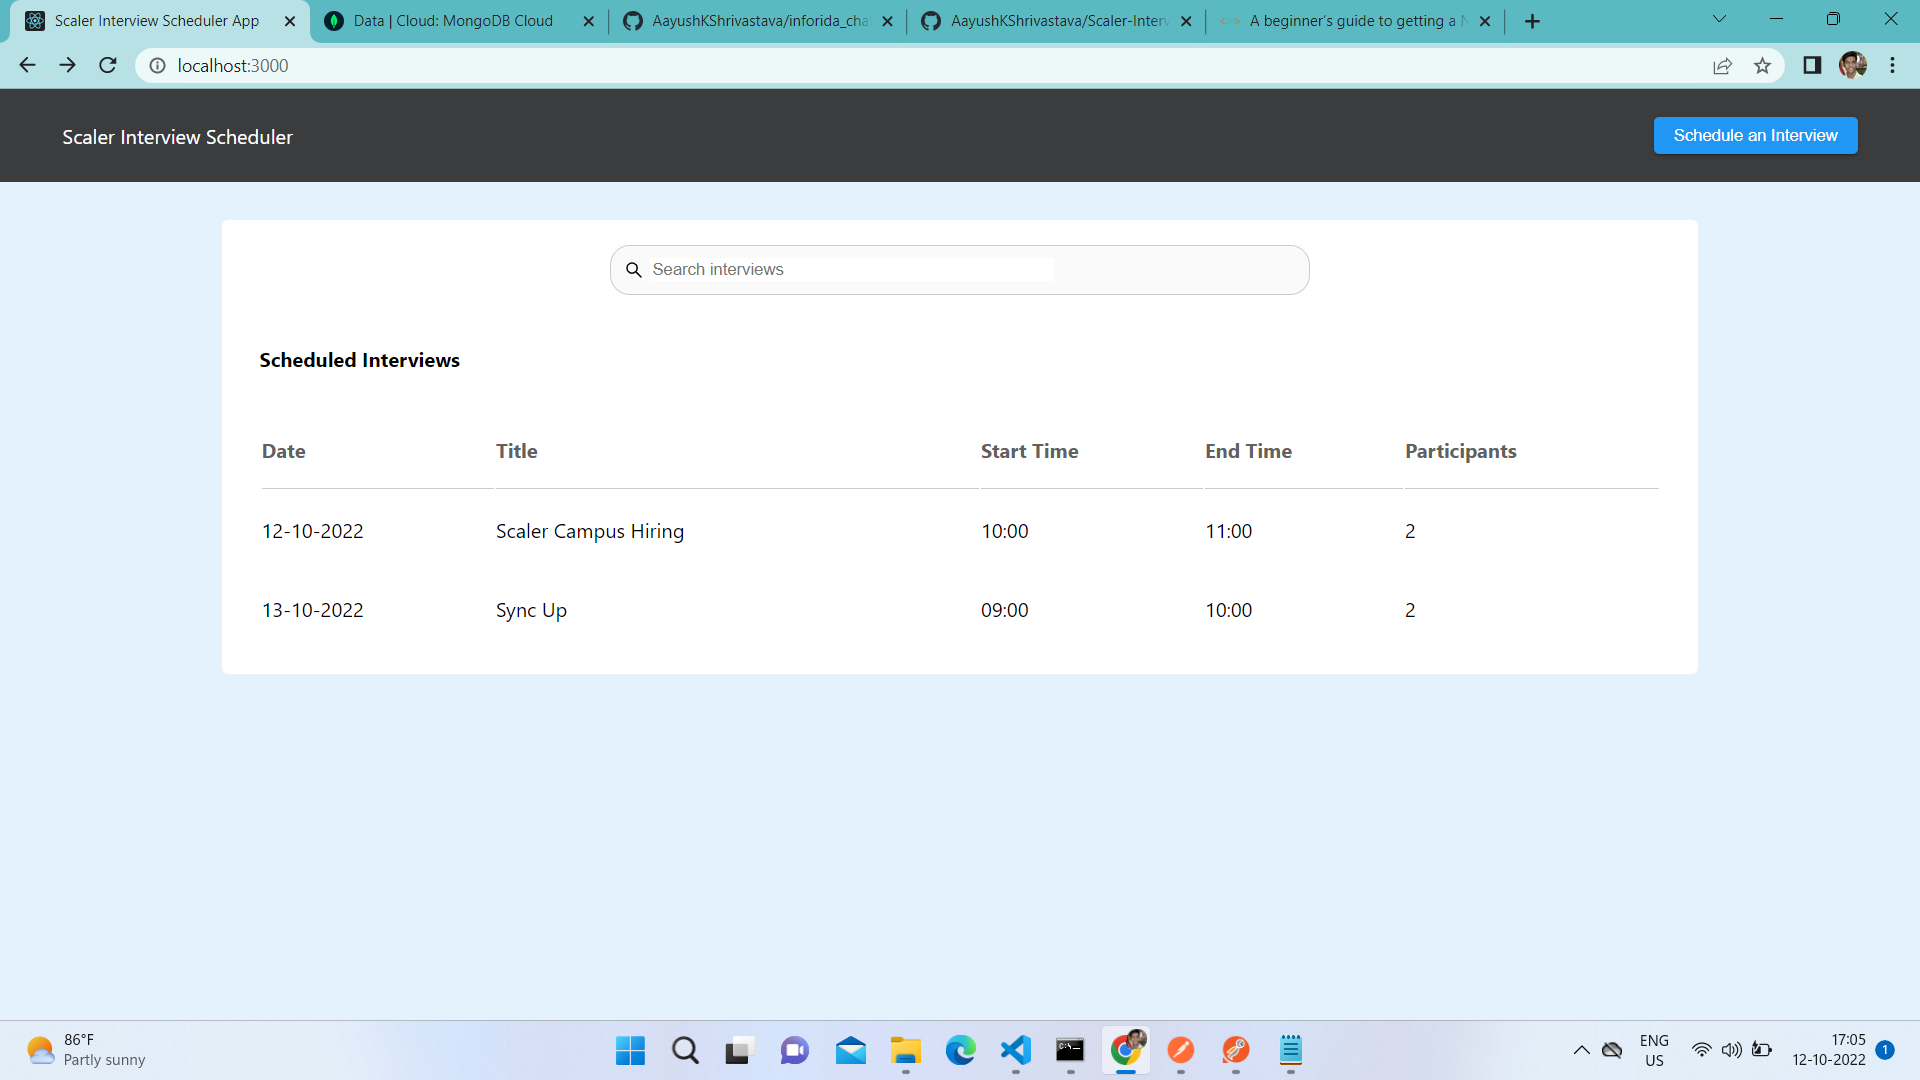 Scaler Interview Scheduler App
Data | Cloud: MongoDB Cloud
AayushKShrivastava/inforida_cha
AayushKShrivastava/Scaler-Interv
A beginner's guide to getting a
localhost:3000
Scaler Interview Scheduler
Schedule an Interview
Search interviews
Scheduled Interviews
Date Title Start Time End Time Participants
12-10-2022 Scaler Campus Hiring 10:00 11:00 2
13-10-2022 Sync Up 09:00 10:00 2
86°F
Partly sunny
ENG
US
17:05
12-10-2022
1